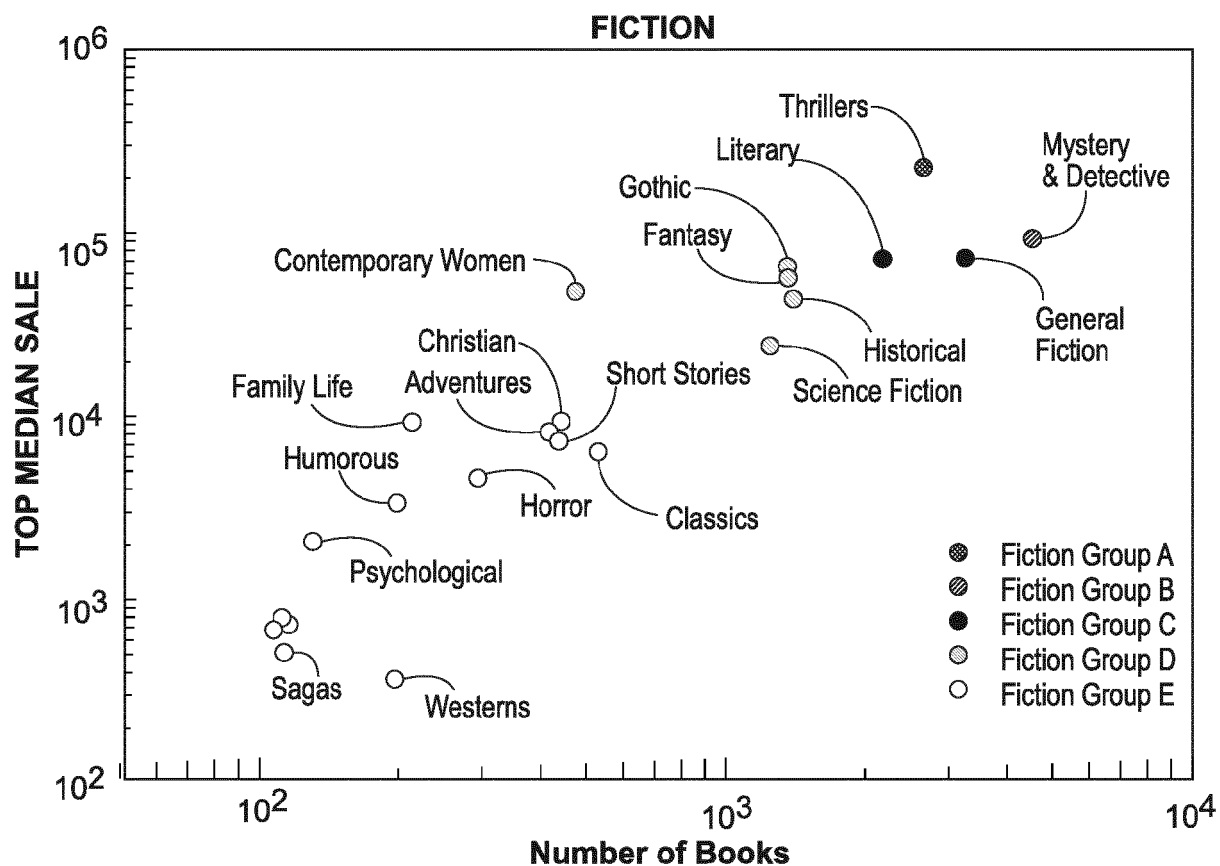 FICTION
10^6
Thrillers
Literary
Mystery
& Detective
Gothic
Fantasy
10^5
Contemporary Women
General
Fiction
Historical
Christian
Short Stories
Adventures
Family Life
Science Fiction
10^4
Humorous
Horror
Classics
Psychological
Fiction Group A
Fiction Group B
10^3
Fiction Group C
Fiction Group D
Sagas
Fiction Group E
Westerns
10^2
10^2
10^3
10^4
Number of Books
TOP MEDIAN SALE